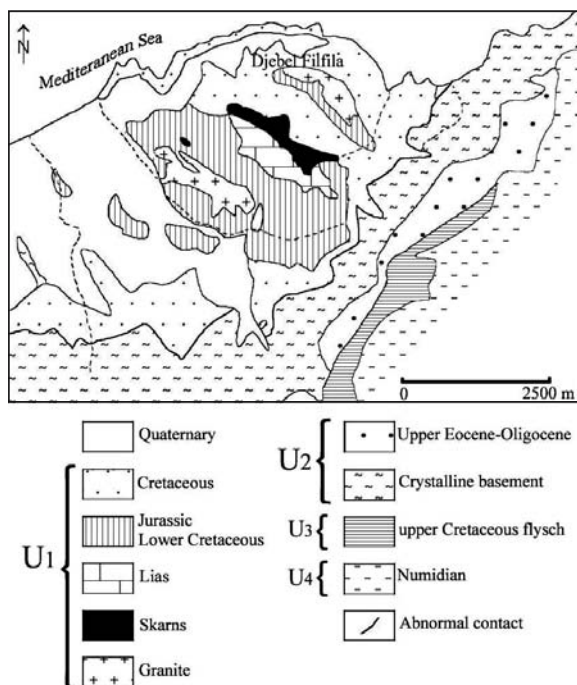 N
Mediteranean Sea
Djebel Filfila
0 2500 m
Quaternary
U1
Cretaceous
Jurassic
Lower Cretaceous
Lias
Skarns
Granite
U2
Upper Eocene-Oligocene
Crystalline basement
U3
upper Cretaceous flysch
U4
Numidian
Abnormal contact